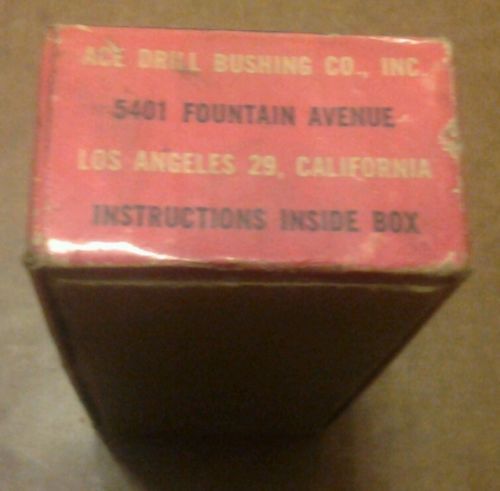 ACE DRILL BUSHING CO., INC.
5401 FOUNTAIN AVENUE
LOS ANGELES 29, CALIFORNIA
INSTRUCTIONS INSIDE BOX